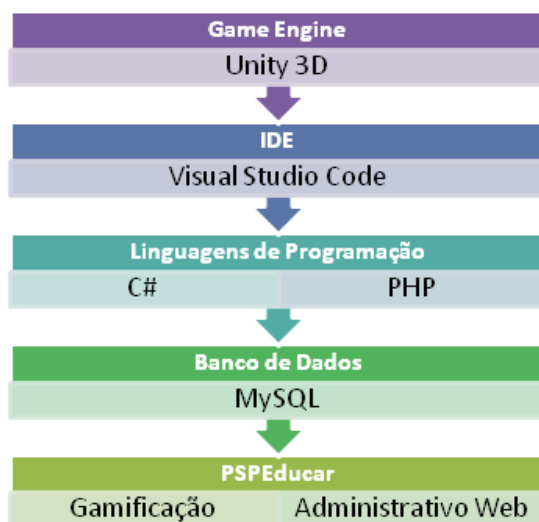 Game Engine
Unity 3D
IDE
Visual Studio Code
Linguagens de Programação
C# PHP
Banco de Dados
MySQL
PSPEducar
Gamificação Administrativo Web